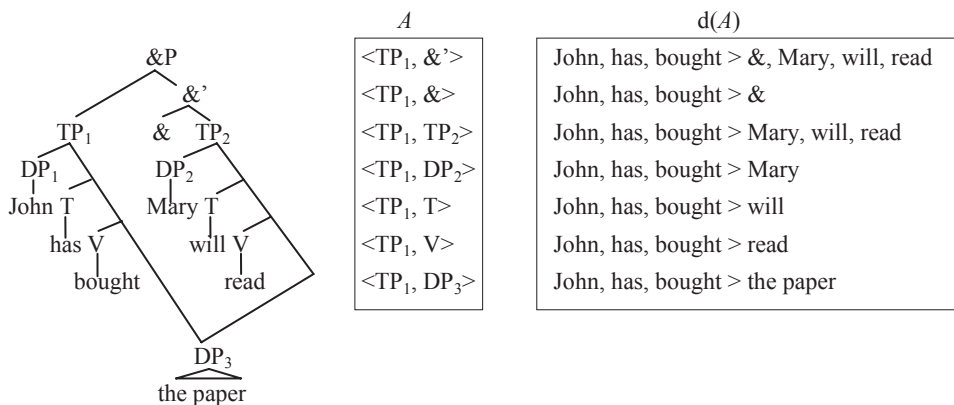 A d(A)
&P <TP₁, &’> John, has, bought > &, Mary, will, read
&’ <TP₁, &> John, has, bought > &
TP₁ & TP₂ <TP₁, TP₂> John, has, bought > Mary, will, read
DP₁ DP₂ <TP₁, DP₂> John, has, bought > Mary
John T Mary T <TP₁, T> John, has, bought > will
has V will V <TP₁, V> John, has, bought > read
bought read <TP₁, DP₃> John, has, bought > the paper
DP₃
the paper